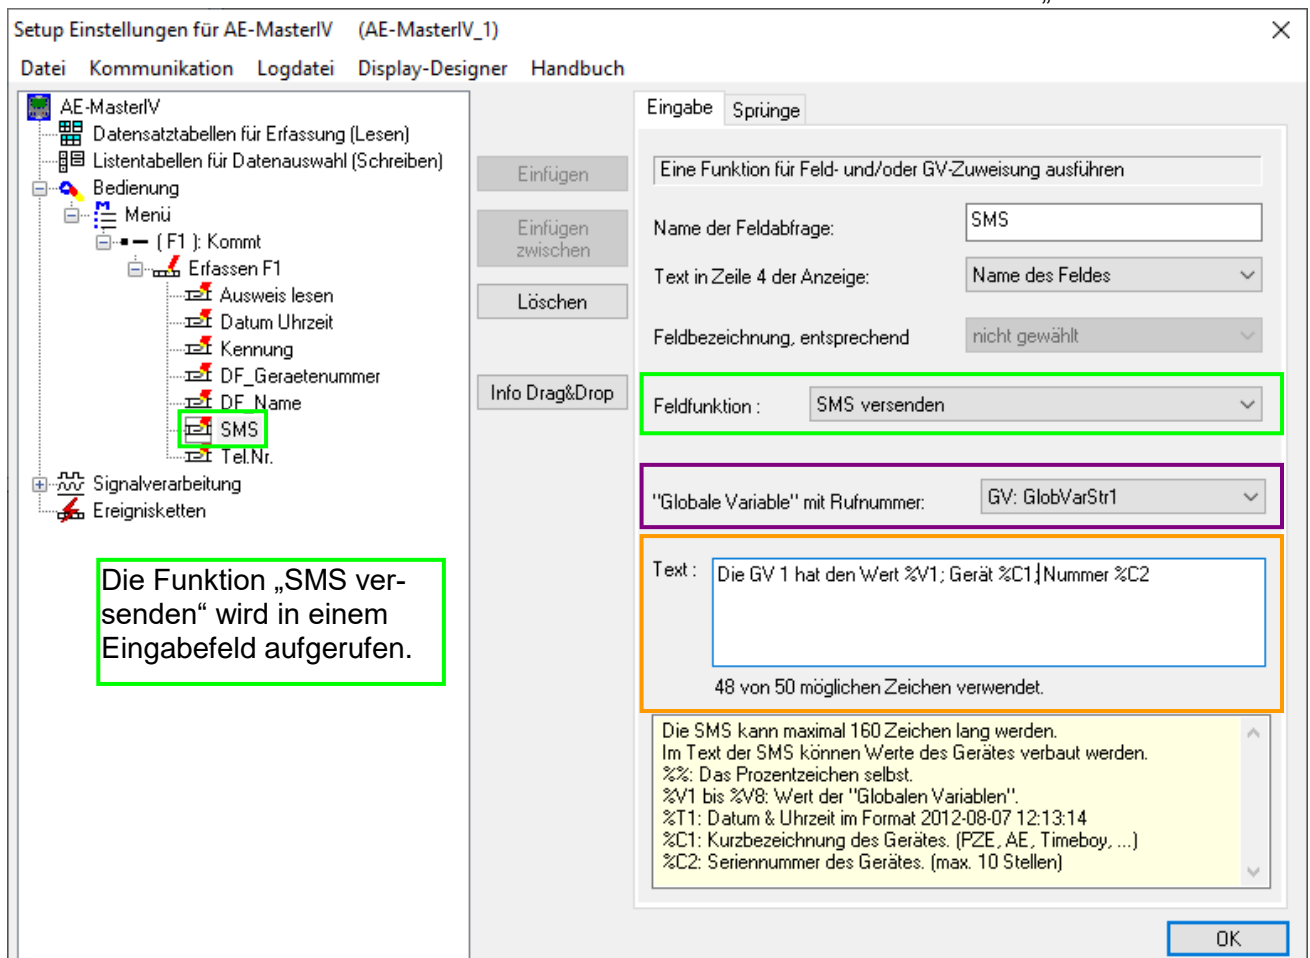 „
Setup Einstellungen für AE-MasterIV (AE-MasterIV_1)
Datei Kommunikation Logdatei Display-Designer Handbuch
AE-MasterIV
Datensatztabellen für Erfassung (Lesen)
Listentabellen für Datenauswahl (Schreiben)
Bedienung
Menü
( F1 ): Kommt
Erfassen F1
Ausweis lesen
Datum Uhrzeit
Kennung
DF_Geraetenummer
DF_Name
SMS
Tel.Nr.
Signalverarbeitung
Ereignisketten
Die Funktion „SMS ver-
senden“ wird in einem
Eingabefeld aufgerufen.
Einfügen
Einfügen
zwischen
Löschen
Info Drag&Drop
Eingabe Sprünge
Eine Funktion für Feld- und/oder GV-Zuweisung ausführen
Name der Feldabfrage: SMS
Text in Zeile 4 der Anzeige: Name des Feldes
Feldbezeichnung, entsprechend nicht gewählt
Feldfunktion : SMS versenden
"Globale Variable" mit Rufnummer: GV: GlobVarStr1
Text : Die GV 1 hat den Wert %V1; Gerät %C1; Nummer %C2
48 von 50 möglichen Zeichen verwendet.
Die SMS kann maximal 160 Zeichen lang werden.
Im Text der SMS können Werte des Gerätes verbaut werden.
%%: Das Prozentzeichen selbst.
%V1 bis %V8: Wert der "Globalen Variablen".
%T1: Datum & Uhrzeit im Format 2012-08-07 12:13:14
%C1: Kurzbezeichnung des Gerätes. (PZE, AE, Timeboy, ...)
%C2: Seriennummer des Gerätes. (max. 10 Stellen)
OK